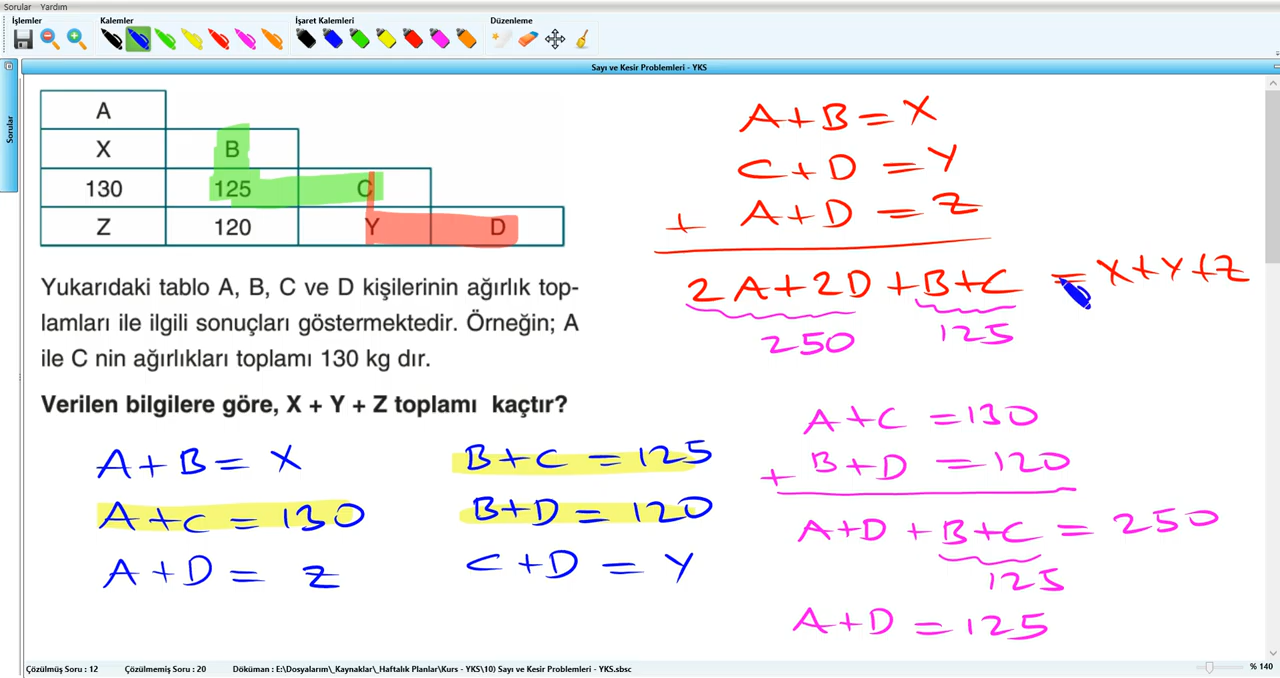 Sorular Yardım
İşlemler Kalemler İşaret Kalemleri Düzenleme
Sayı ve Kesir Problemleri - YKS
Sorular
A
X B
130 125 C
Z 120 Y D
Yukarıdaki tablo A, B, C ve D kişilerinin ağırlık top-
lamları ile ilgili sonuçları göstermektedir. Örneğin; A
ile C nin ağırlıkları toplamı 130 kg dır.
Verilen bilgilere göre, X + Y + Z toplamı kaçtır?
A+B = X
A+C = 130
A+D = Z
B+C = 125
B+D = 120
C+D = Y
A+B = X
C+D = Y
+ A+D = Z
2A+2D+B+C = X+Y+Z
250 125
A+C = 130
+ B+D = 120
A+D+B+C = 250
125
A+D = 125
Çözülmüş Soru : 12 Çözülmemiş Soru : 20 Döküman : E:\Dosyalarım\_Kaynaklar\_Haftalık Planlar\Kurs - YKS\10) Sayı ve Kesir Problemleri - YKS.sbsc % 140